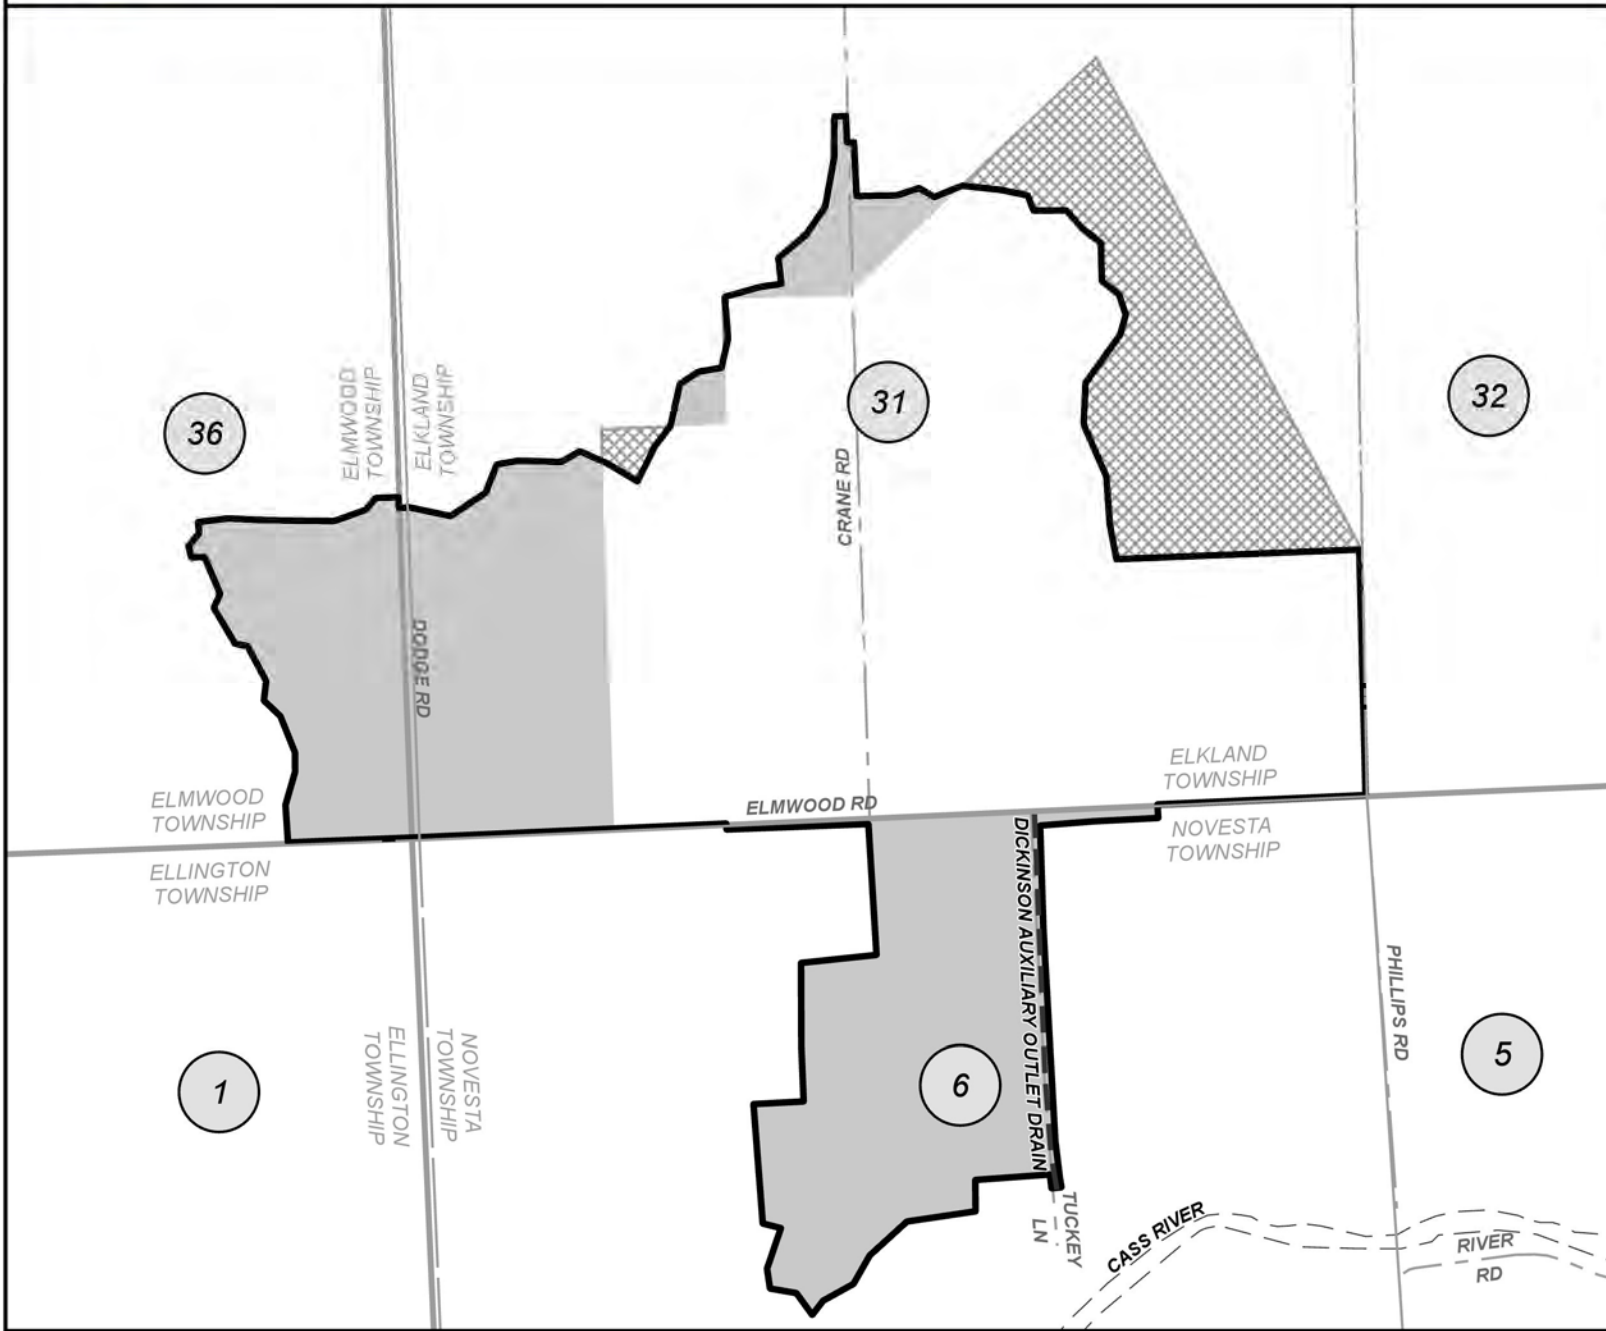 36
ELMWOOD
TOWNSHIP
ELKLAND
TOWNSHIP
31
32
CRANE RD
DODGE RD
ELMWOOD
TOWNSHIP
ELMWOOD RD
ELKLAND
TOWNSHIP
ELLINGTON
TOWNSHIP
NOVESTA
TOWNSHIP
DICKINSON AUXILIARY OUTLET DRAIN
PHILLIPS RD
1
ELLINGTON
TOWNSHIP
NOVESTA
TOWNSHIP
6
5
TUCKEY
LN
CASS RIVER
RIVER
RD